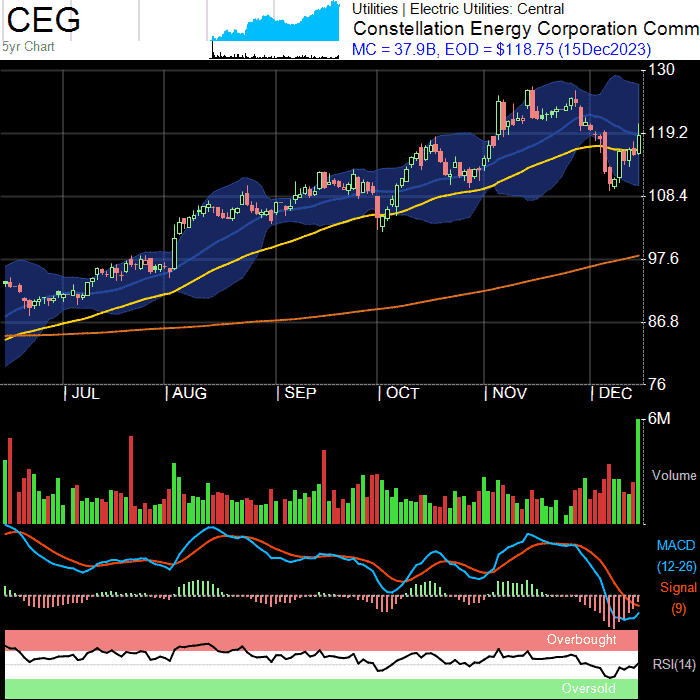 CEG
5yr Chart
Utilities | Electric Utilities: Central
Constellation Energy Corporation Comm
MC = 37.9B, EOD = $118.75 (15Dec2023)
130
119.2
108.4
97.6
86.8
76
| JUL | AUG | SEP | OCT | NOV | DEC
6M
Volume
MACD
(12-26)
Signal
(9)
Overbought
RSI(14)
Oversold